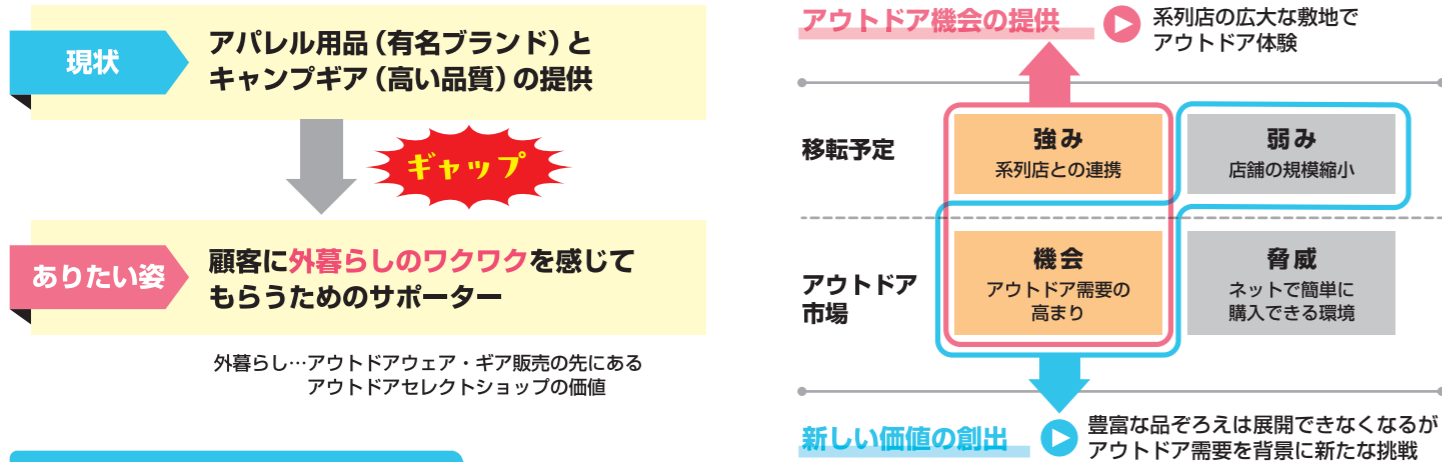 現状
アパレル用品(有名ブランド)と
キャンプギア(高い品質)の提供
ギャップ
ありたい姿
顧客に外暮らしのワクワクを感じて
もらうためのサポーター
外暮らし…アウトドアウェア・ギア販売の先にある
アウトドアセレクトショップの価値
アウトドア機会の提供
系列店の広大な敷地で
アウトドア体験
移転予定
強み
系列店との連携
弱み
店舗の規模縮小
アウトドア
市場
機会
アウトドア需要の
高まり
脅威
ネットで簡単に
購入できる環境
新しい価値の創出
豊富な品ぞろえは展開できなくなるが
アウトドア需要を背景に新たな挑戦